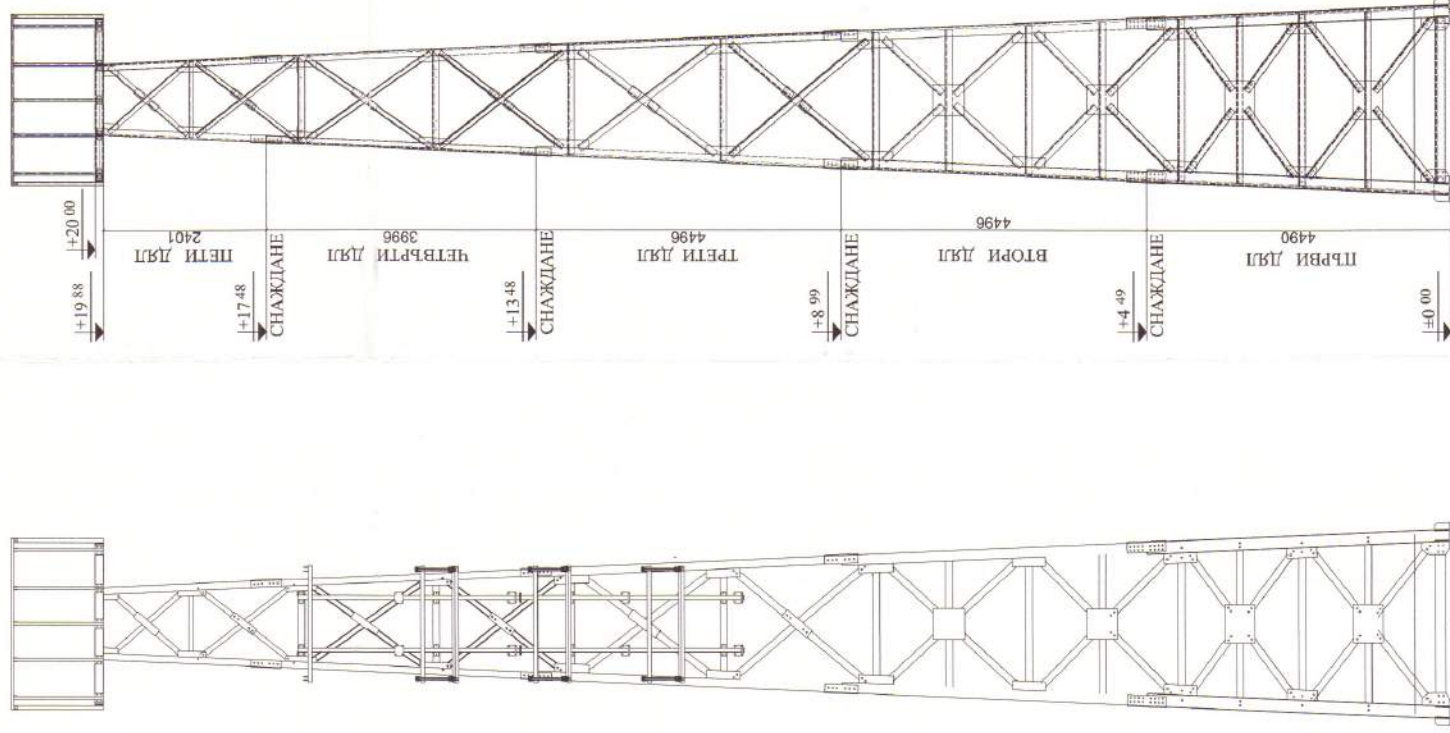 +20 00
+19 88
2401
ПЕТИ ДЯЛ
+17 48
СНАЖДАНЕ
3996
ЧЕТВЪРТИ ДЯЛ
+13 48
СНАЖДАНЕ
4496
ТРЕТИ ДЯЛ
+8 99
СНАЖДАНЕ
4496
ВТОРИ ДЯЛ
+4 49
СНАЖДАНЕ
4490
ПЪРВИ ДЯЛ
±0 00